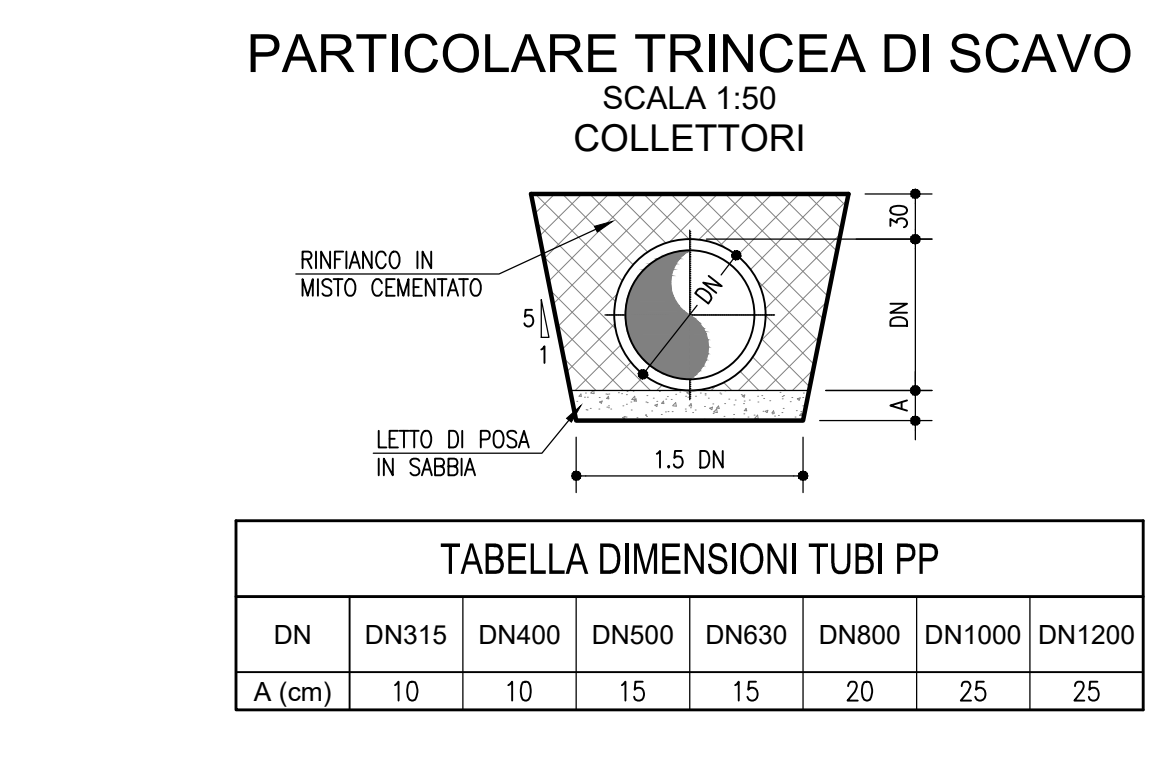 PARTICOLARE TRINCEA DI SCAVO
SCALA 1:50
COLLETTORI
30
RINFIANCO IN
MISTO CEMENTATO
DN
DN
5
1
A
LETTO DI POSA
IN SABBIA
1.5 DN
TABELLA DIMENSIONI TUBI PP
DN DN315 DN400 DN500 DN630 DN800 DN1000 DN1200
A (cm) 10 10 15 15 20 25 25